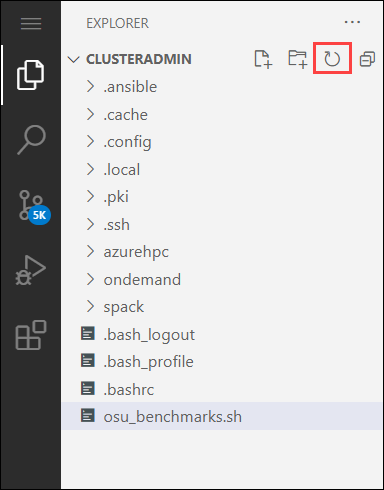 EXPLORER
CLUSTERADMIN
.ansible
.cache
.config
.local
.pki
.ssh
5K
azurehpc
ondemand
spack
.bash_logout
.bash_profile
.bashrc
osu_benchmarks.sh